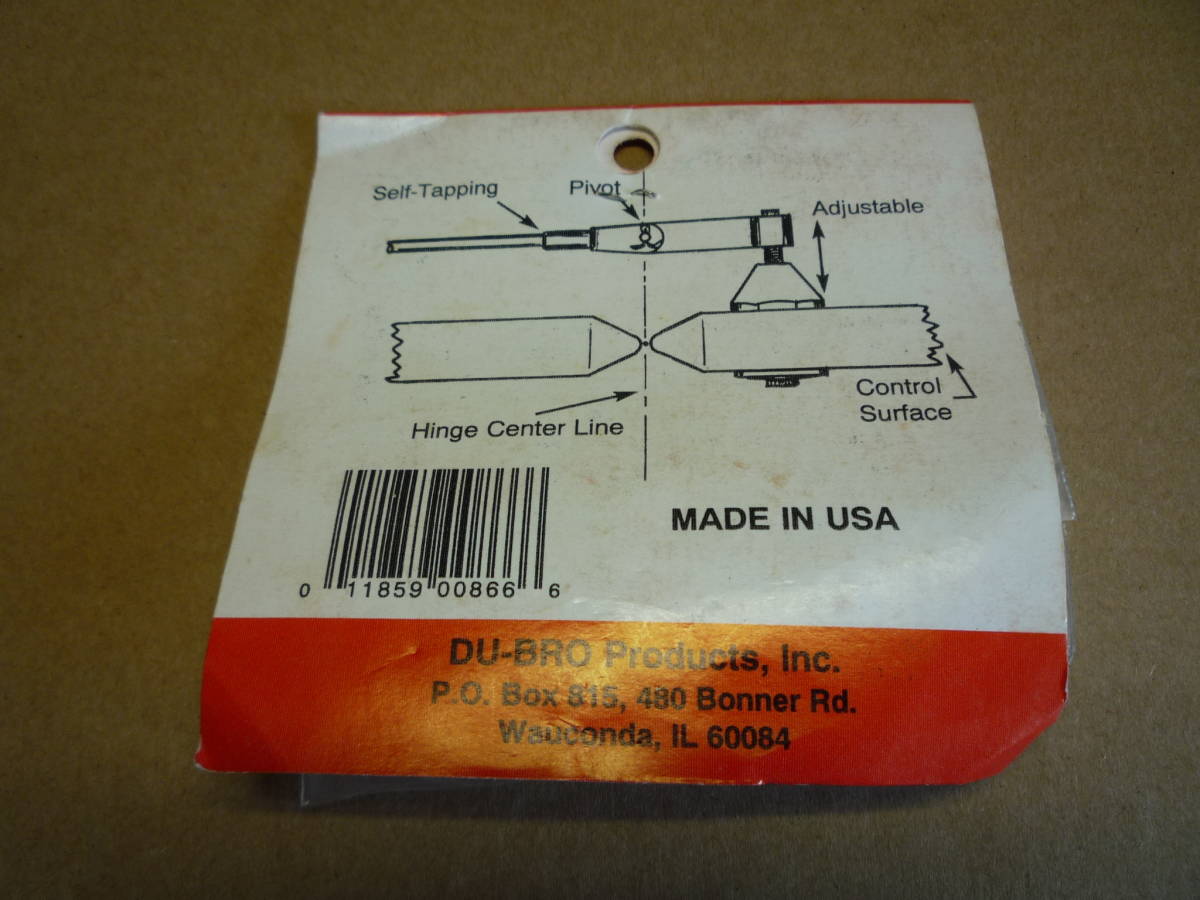 Self-Tapping
Pivot
Adjustable
Control
Surface
Hinge Center Line
MADE IN USA
0 11859 00866 6
DU-BRO Products, Inc.
P.O. Box 815, 480 Bonner Rd.
Wauconda, IL 60084